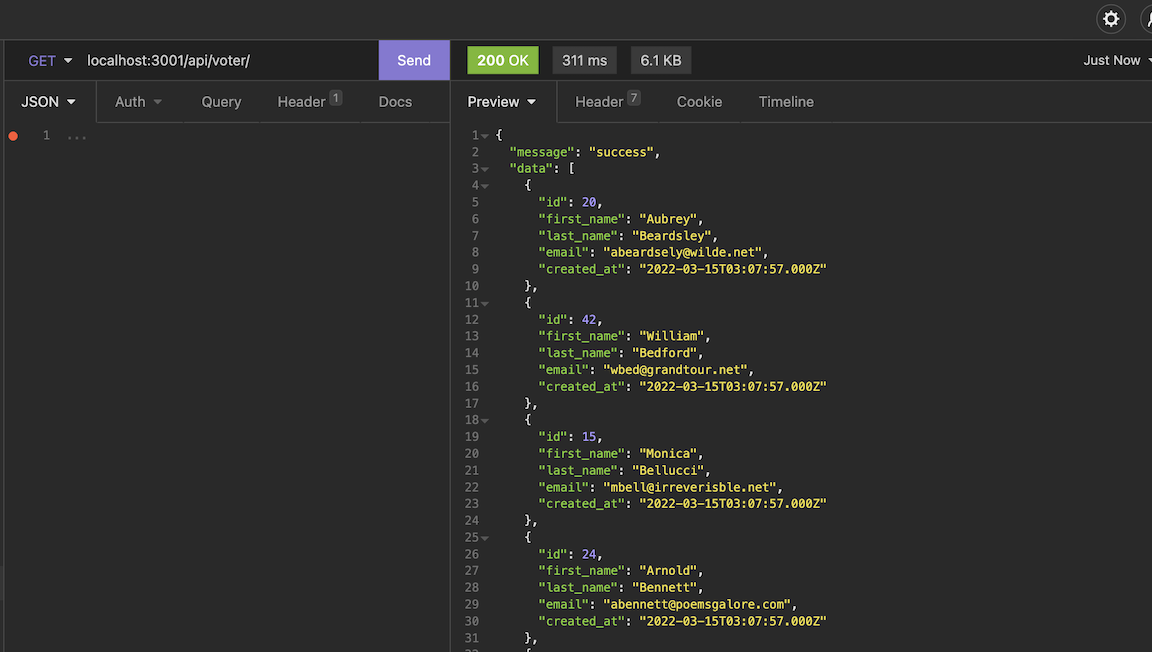 GET localhost:3001/api/voter/ Send 200 OK 311 ms 6.1 KB Just Now
JSON Auth Query Header 1 Docs Preview Header 7 Cookie Timeline
1 ...
1 {
2 "message": "success",
3 "data": [
4 {
5 "id": 20,
6 "first_name": "Aubrey",
7 "last_name": "Beardsley",
8 "email": "abeardsely@wilde.net",
9 "created_at": "2022-03-15T03:07:57.000Z"
10 },
11 {
12 "id": 42,
13 "first_name": "William",
14 "last_name": "Bedford",
15 "email": "wbed@grandtour.net",
16 "created_at": "2022-03-15T03:07:57.000Z"
17 },
18 {
19 "id": 15,
20 "first_name": "Monica",
21 "last_name": "Bellucci",
22 "email": "mbell@irreverisble.net",
23 "created_at": "2022-03-15T03:07:57.000Z"
24 },
25 {
26 "id": 24,
27 "first_name": "Arnold",
28 "last_name": "Bennett",
29 "email": "abennett@poemsgalore.com",
30 "created_at": "2022-03-15T03:07:57.000Z"
31 },